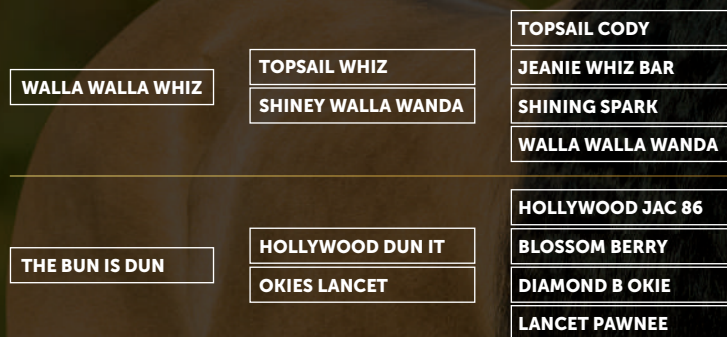 WALLA WALLA WHIZ
TOPSAIL WHIZ
SHINEY WALLA WANDA
TOPSAIL CODY
JEANIE WHIZ BAR
SHINING SPARK
WALLA WALLA WANDA
THE BUN IS DUN
HOLLYWOOD DUN IT
OKIES LANCET
HOLLYWOOD JAC 86
BLOSSOM BERRY
DIAMOND B OKIE
LANCET PAWNEE